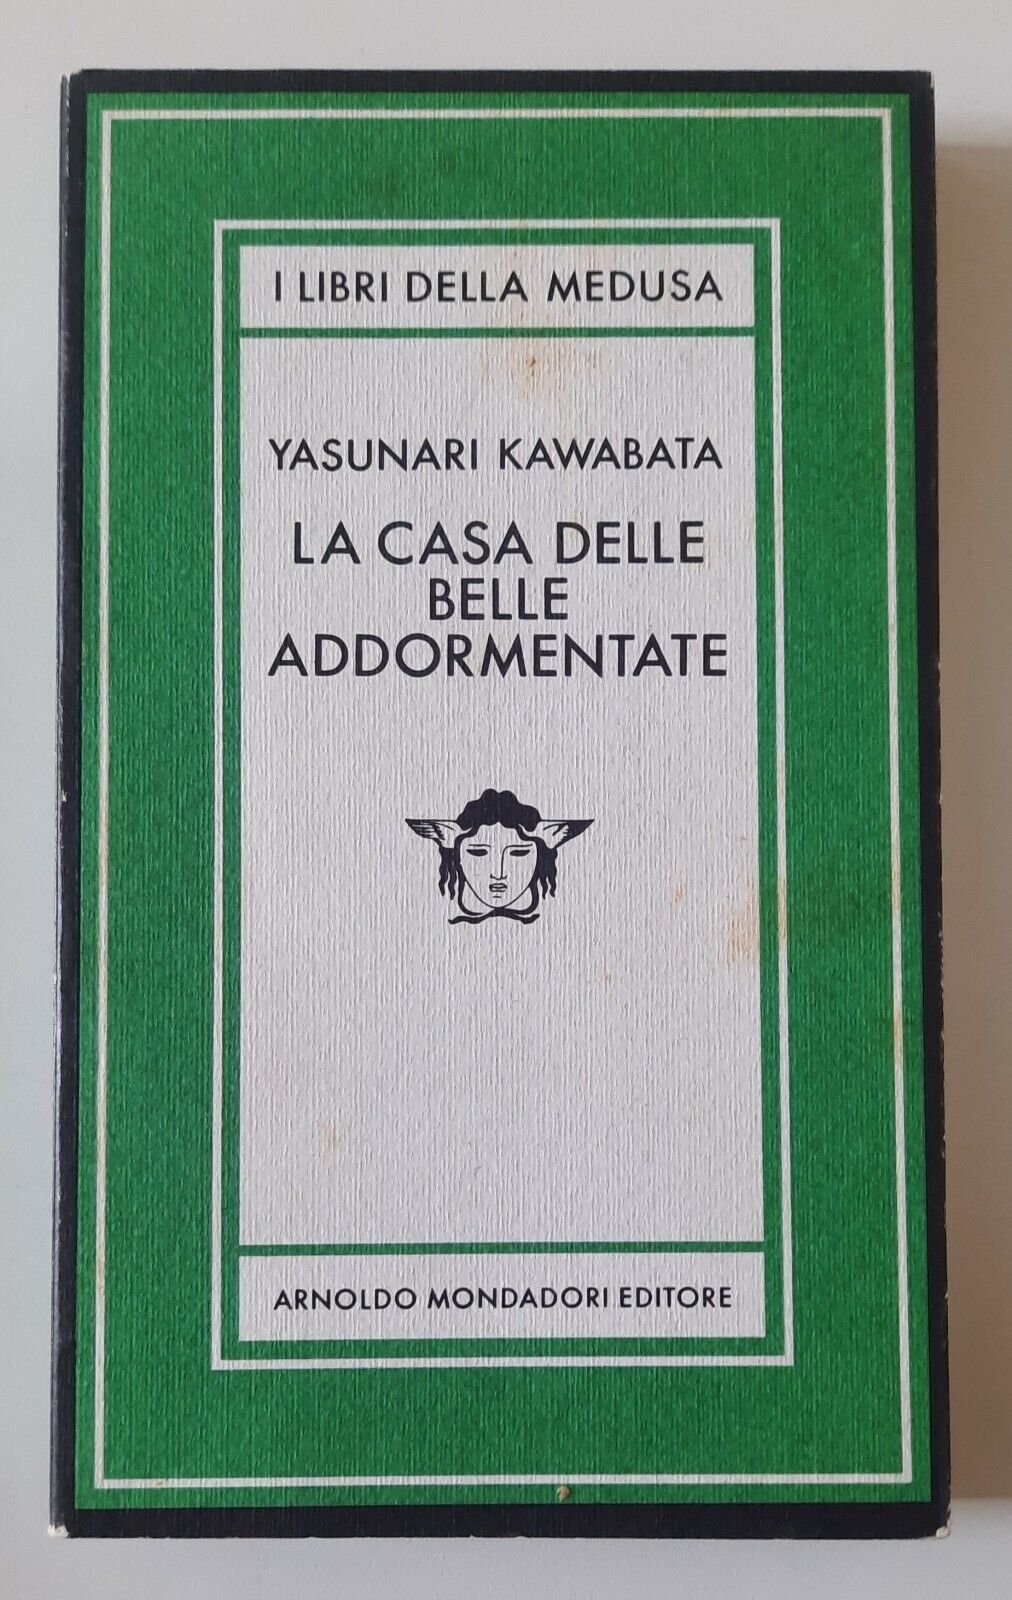 I LIBRI DELLA MEDUSA
YASUNARI KAWABATA
LA CASA DELLE
BELLE
ADDORMENTATE
ARNOLDO MONDADORI EDITORE